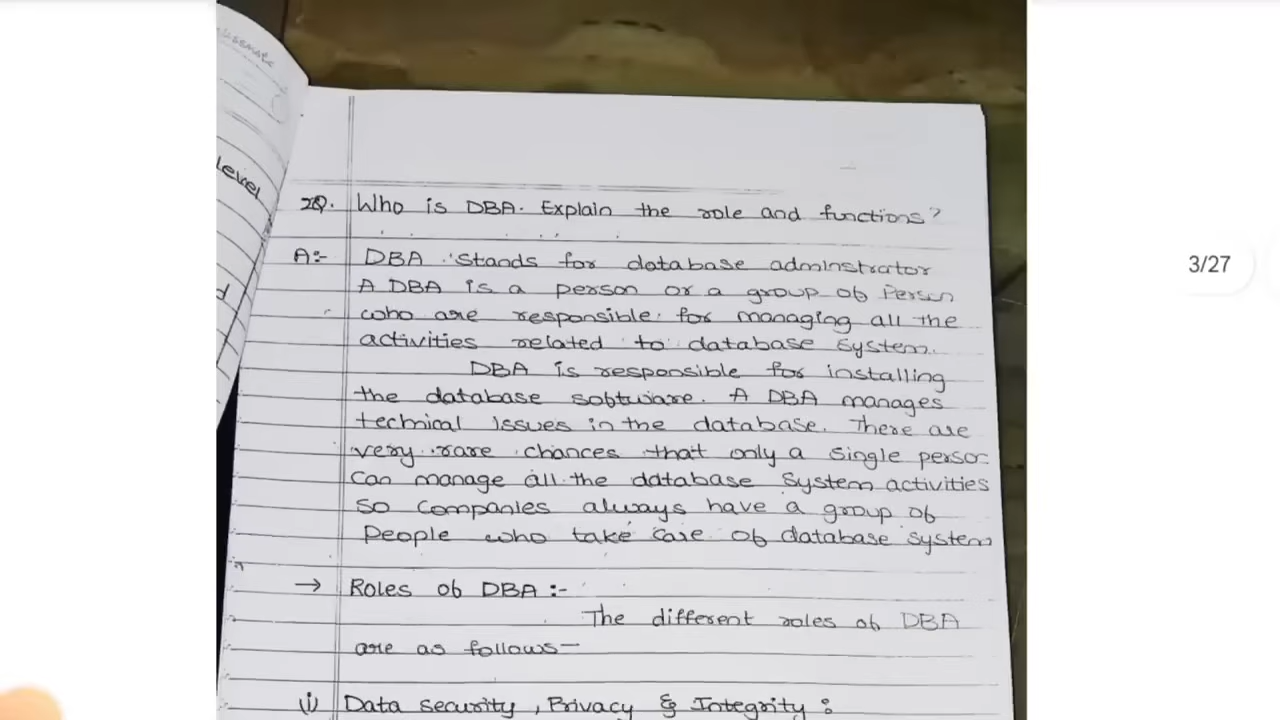 classmate
level
d
2Q. Who is DBA. Explain the role and functions?
A:- DBA stands for database adminstrator
A DBA is a person or a group of Person
who are responsible for managing all the
activities related to database system.
DBA is responsible for installing
the database software. A DBA manages
technical Issues in the database. There are
very rare chances that only a single person
can manage all the database system activities
so companies always have a group of
People who take care of database system
→ Roles of DBA :-
The different roles of DBA
are as follows—
(i) Data security, Privacy & Integrity :
3/27